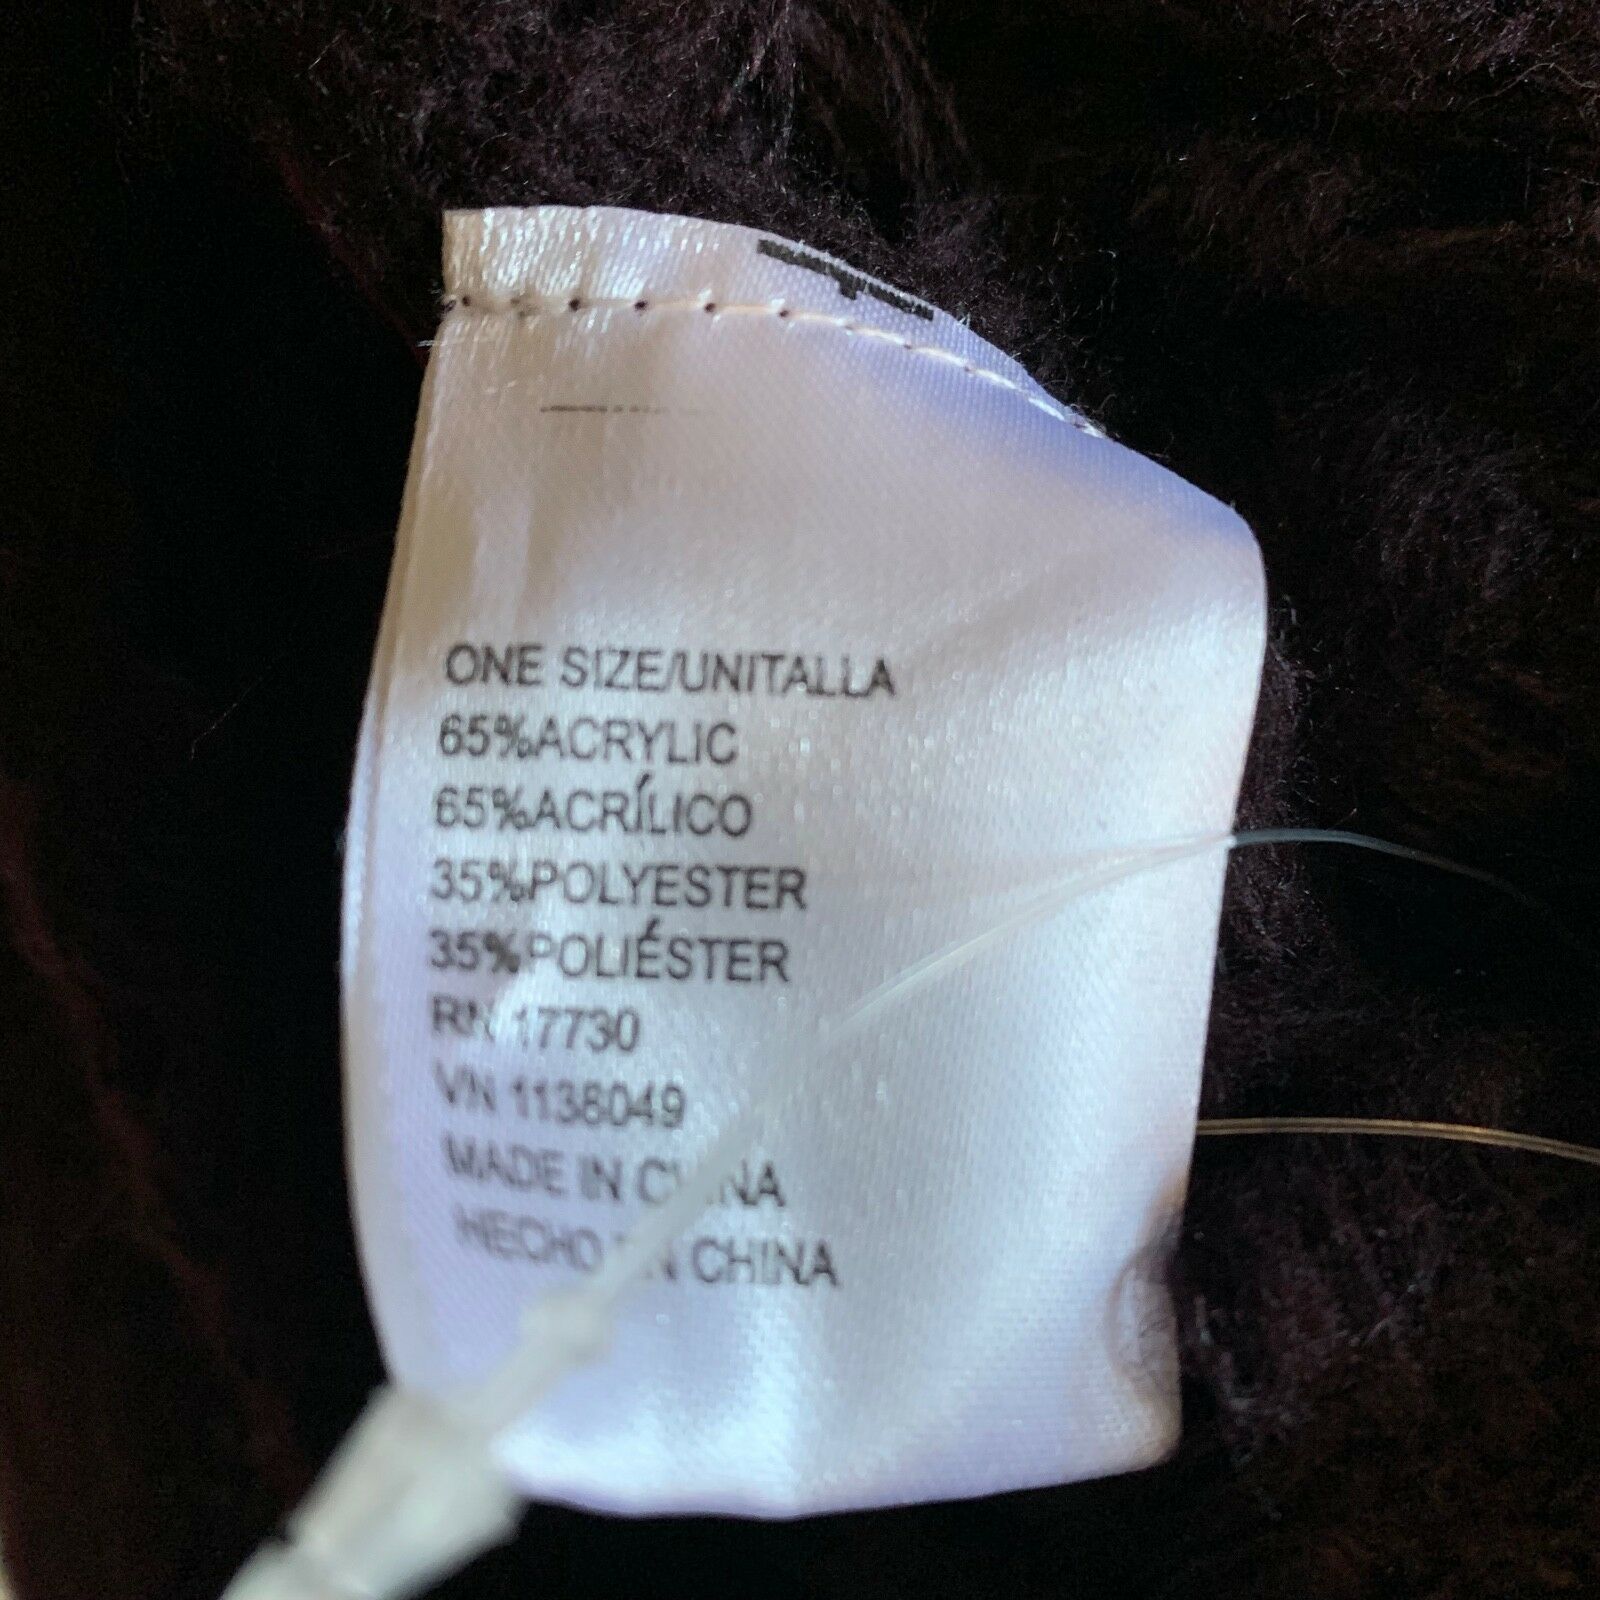 ONE SIZE/UNITALLA
65%ACRYLIC
65%ACRÍLICO
35%POLYESTER
35%POLIÉSTER
RN 17730
VN 1138049
MADE IN CHINA
HECHO EN CHINA